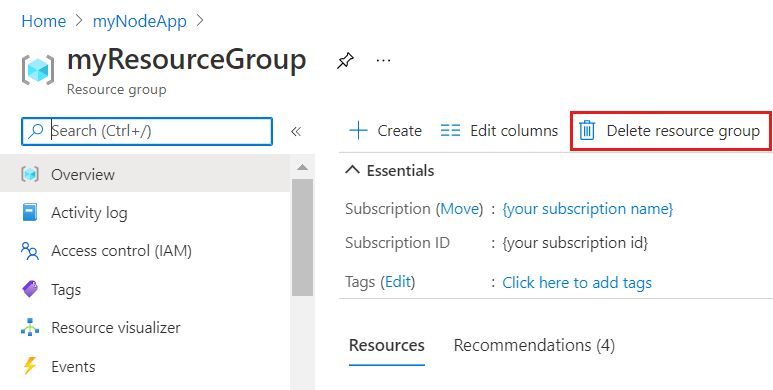 Home > myNodeApp >
myResourceGroup ...
Resource group
Search (Ctrl+/) «
+ Create Edit columns Delete resource group
Overview
Activity log
Access control (IAM)
Tags
Resource visualizer
Events
Essentials
Subscription (Move) : {your subscription name}
Subscription ID : {your subscription id}
Tags (Edit) : Click here to add tags
Resources Recommendations (4)